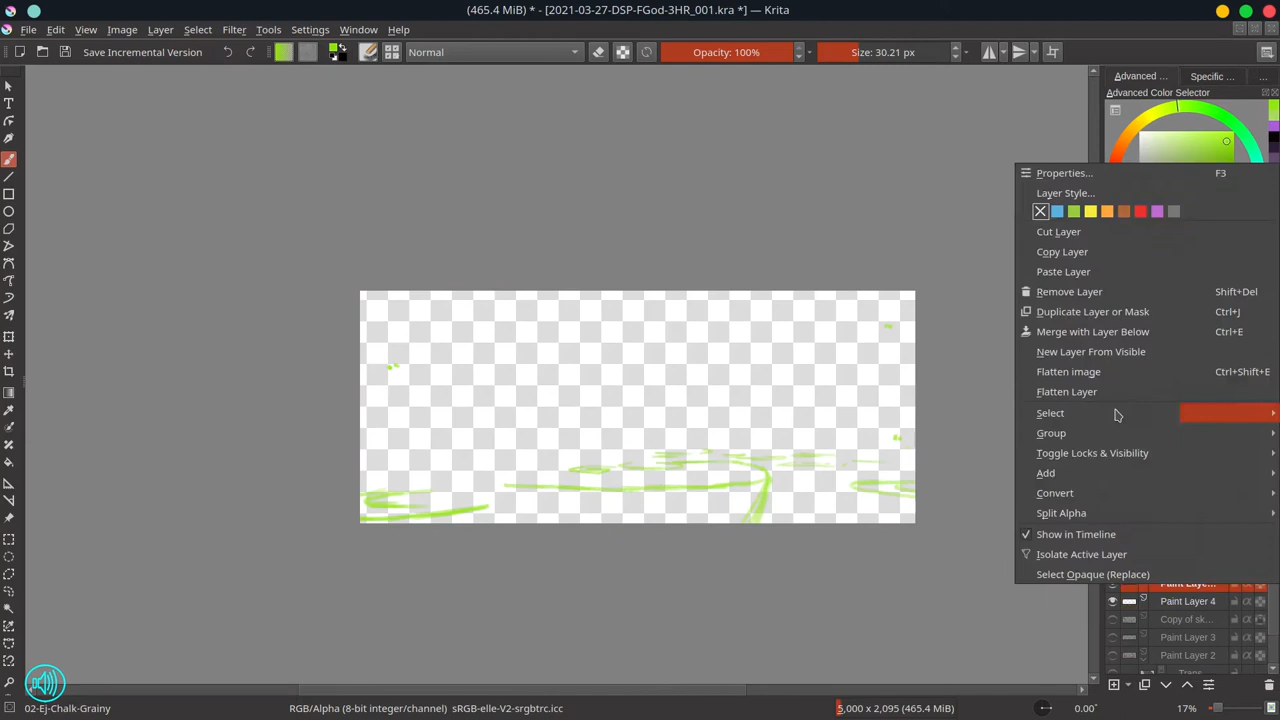 (465.4 MiB) * - [2021-03-27-DSP-FGod-3HR_001.kra *] — Krita
File Edit View Image Layer Select Filter Tools Settings Window Help
Save Incremental Version Normal Opacity: 100% Size: 30.21 px
Advanced ... Specific ... ...
Advanced Color Selector
Properties... F3
Layer Style...
Cut Layer
Copy Layer
Paste Layer
Remove Layer Shift+Del
Duplicate Layer or Mask Ctrl+J
Merge with Layer Below Ctrl+E
New Layer From Visible
Flatten image Ctrl+Shift+E
Flatten Layer
Select
Group
Toggle Locks & Visibility
Add
Convert
Split Alpha
Show in Timeline
Isolate Active Layer
Select Opaque (Replace)
Paint Laye...
Paint Layer 4
Copy of sk...
Paint Layer 3
Paint Layer 2
Trans...
02-Ej-Chalk-Grainy RGB/Alpha (8-bit integer/channel) sRGB-elle-V2-srgbtrc.icc 5,000 x 2,095 (465.4 MiB) 0.00° 17%